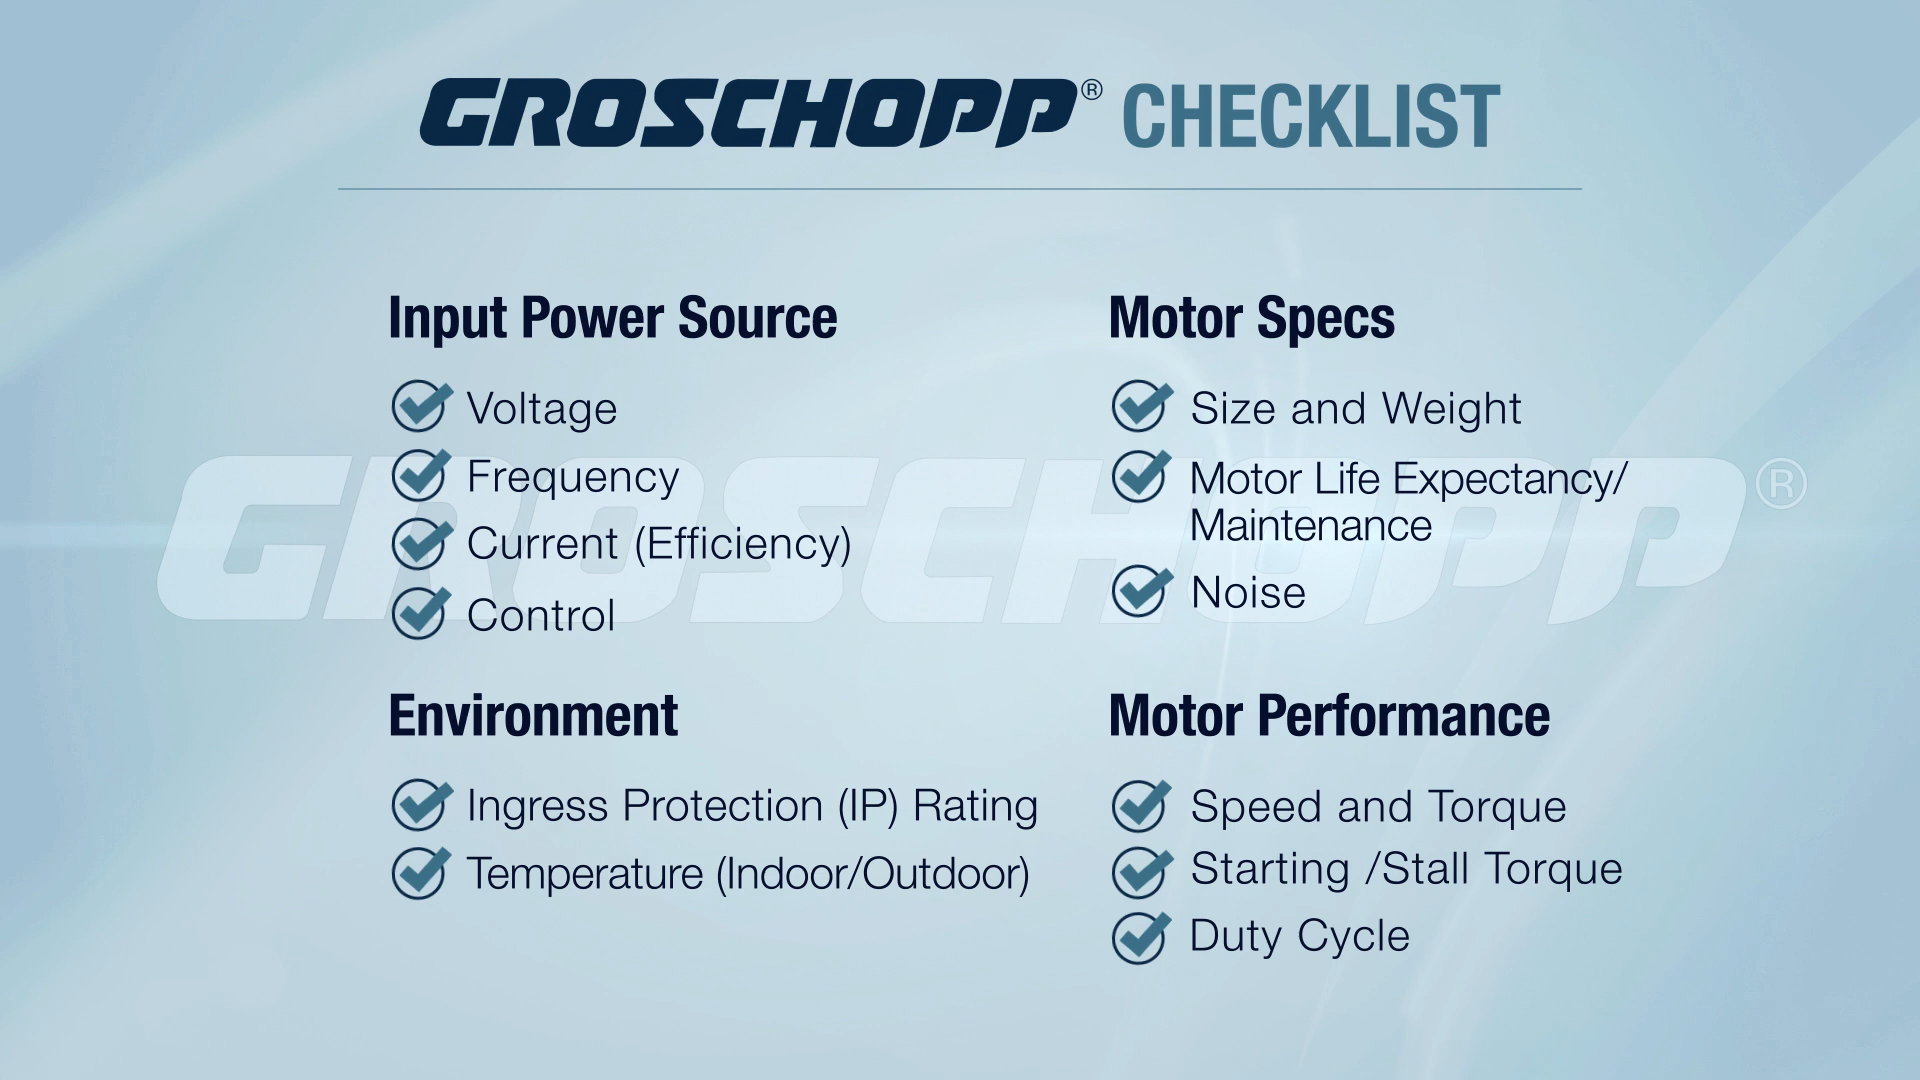 GROSCHOPP® CHECKLIST
Input Power Source
Voltage
Frequency
Current (Efficiency)
Control
Environment
Ingress Protection (IP) Rating
Temperature (Indoor/Outdoor)
Motor Specs
Size and Weight
Motor Life Expectancy/
Maintenance
Noise
Motor Performance
Speed and Torque
Starting /Stall Torque
Duty Cycle
GROSCHOPP®